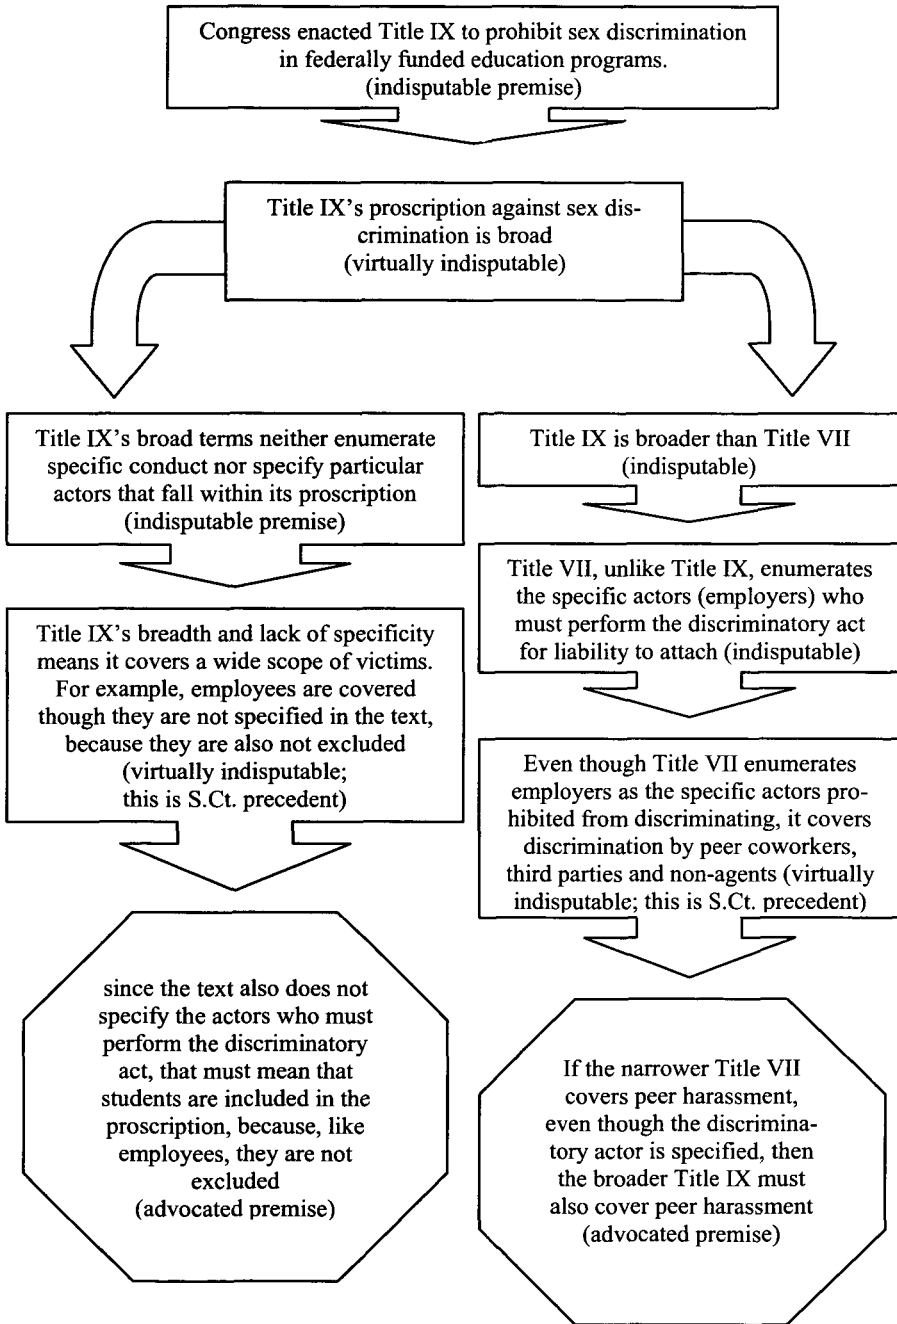 Congress enacted Title IX to prohibit sex discrimination
in federally funded education programs.
(indisputable premise)
Title IX's proscription against sex dis-
crimination is broad
(virtually indisputable)
Title IX's broad terms neither enumerate
specific conduct nor specify particular
actors that fall within its proscription
(indisputable premise)
Title IX's breadth and lack of specificity
means it covers a wide scope of victims.
For example, employees are covered
though they are not specified in the text,
because they are also not excluded
(virtually indisputable;
this is S.Ct. precedent)
since the text also does not
specify the actors who must
perform the discriminatory
act, that must mean that
students are included in the
proscription, because, like
employees, they are not
excluded
(advocated premise)
Title IX is broader than Title VII
(indisputable)
Title VII, unlike Title IX, enumerates
the specific actors (employers) who
must perform the discriminatory act
for liability to attach (indisputable)
Even though Title VII enumerates
employers as the specific actors pro-
hibited from discriminating, it covers
discrimination by peer coworkers,
third parties and non-agents (virtually
indisputable; this is S.Ct. precedent)
If the narrower Title VII
covers peer harassment,
even though the discrimina-
tory actor is specified, then
the broader Title IX must
also cover peer harassment
(advocated premise)